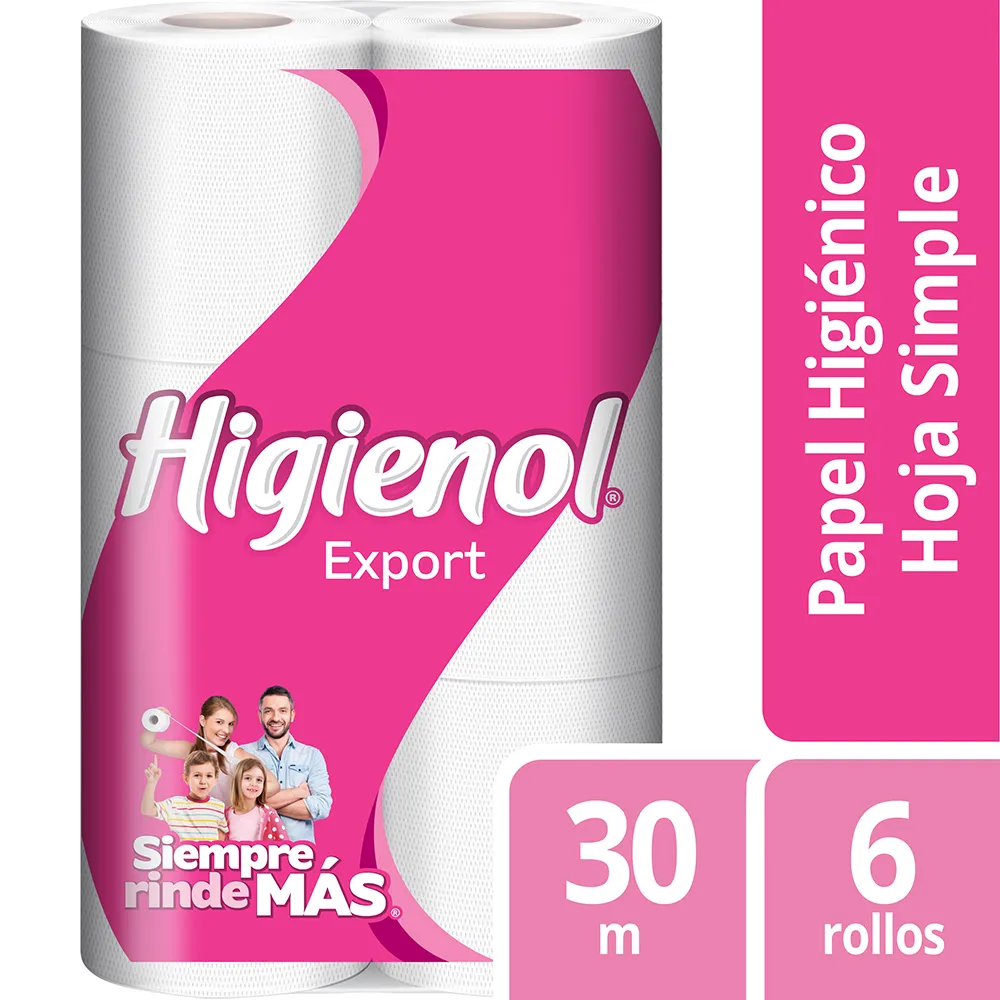 Higienol®
Export
Siempre
rinde MÁS®
Papel Higiénico
Hoja Simple
30
m
6
rollos